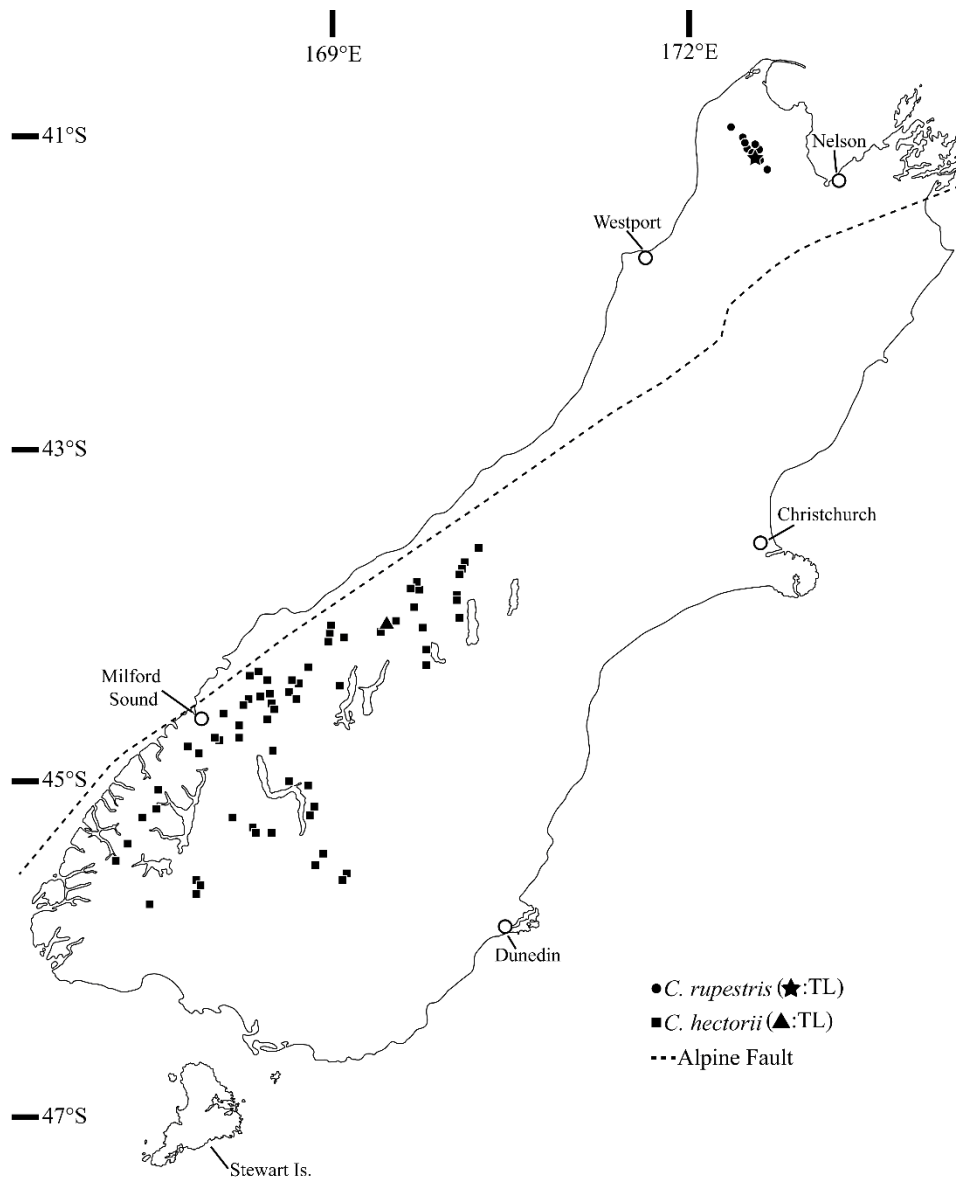 169°E
172°E
41°S
Nelson
Westport
43°S
Christchurch
Milford
Sound
45°S
Dunedin
C. rupestris (★:TL)
C. hectorii (▲:TL)
Alpine Fault
47°S
Stewart Is.